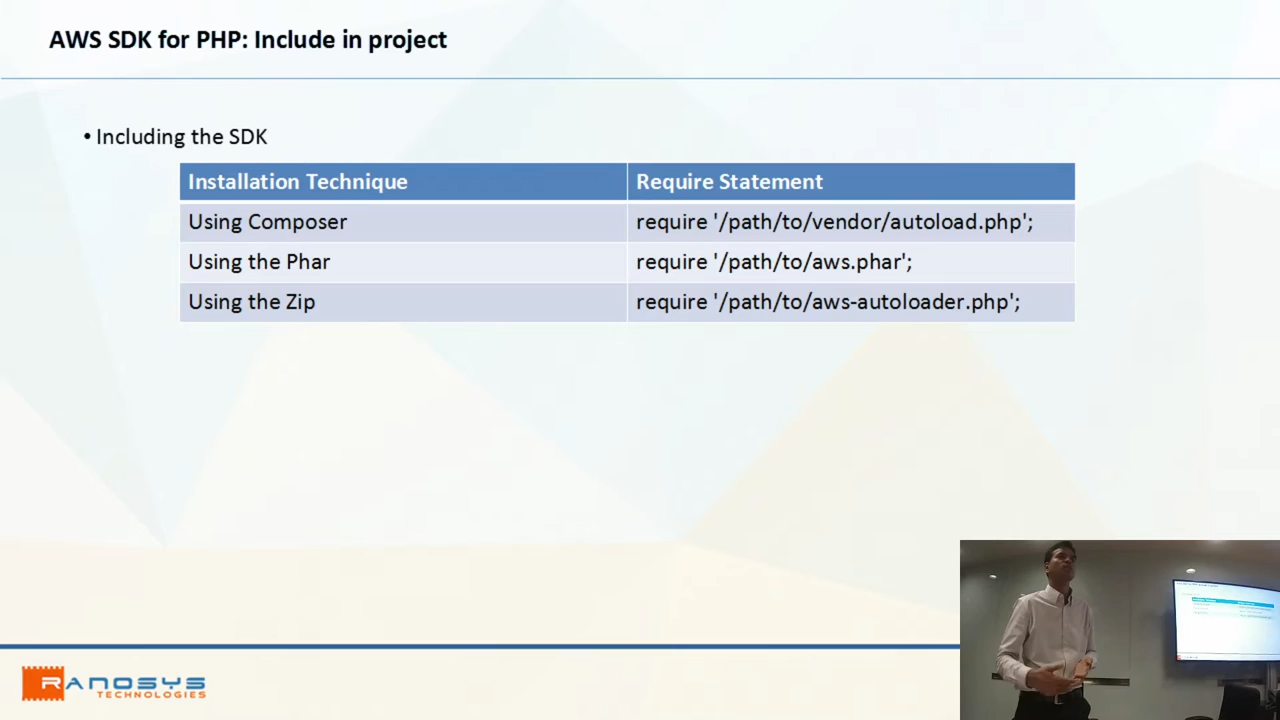 AWS SDK for PHP: Include in project
• Including the SDK
Installation Technique Require Statement
Using Composer require '/path/to/vendor/autoload.php';
Using the Phar require '/path/to/aws.phar';
Using the Zip require '/path/to/aws-autoloader.php';
RANOSYS
TECHNOLOGIES